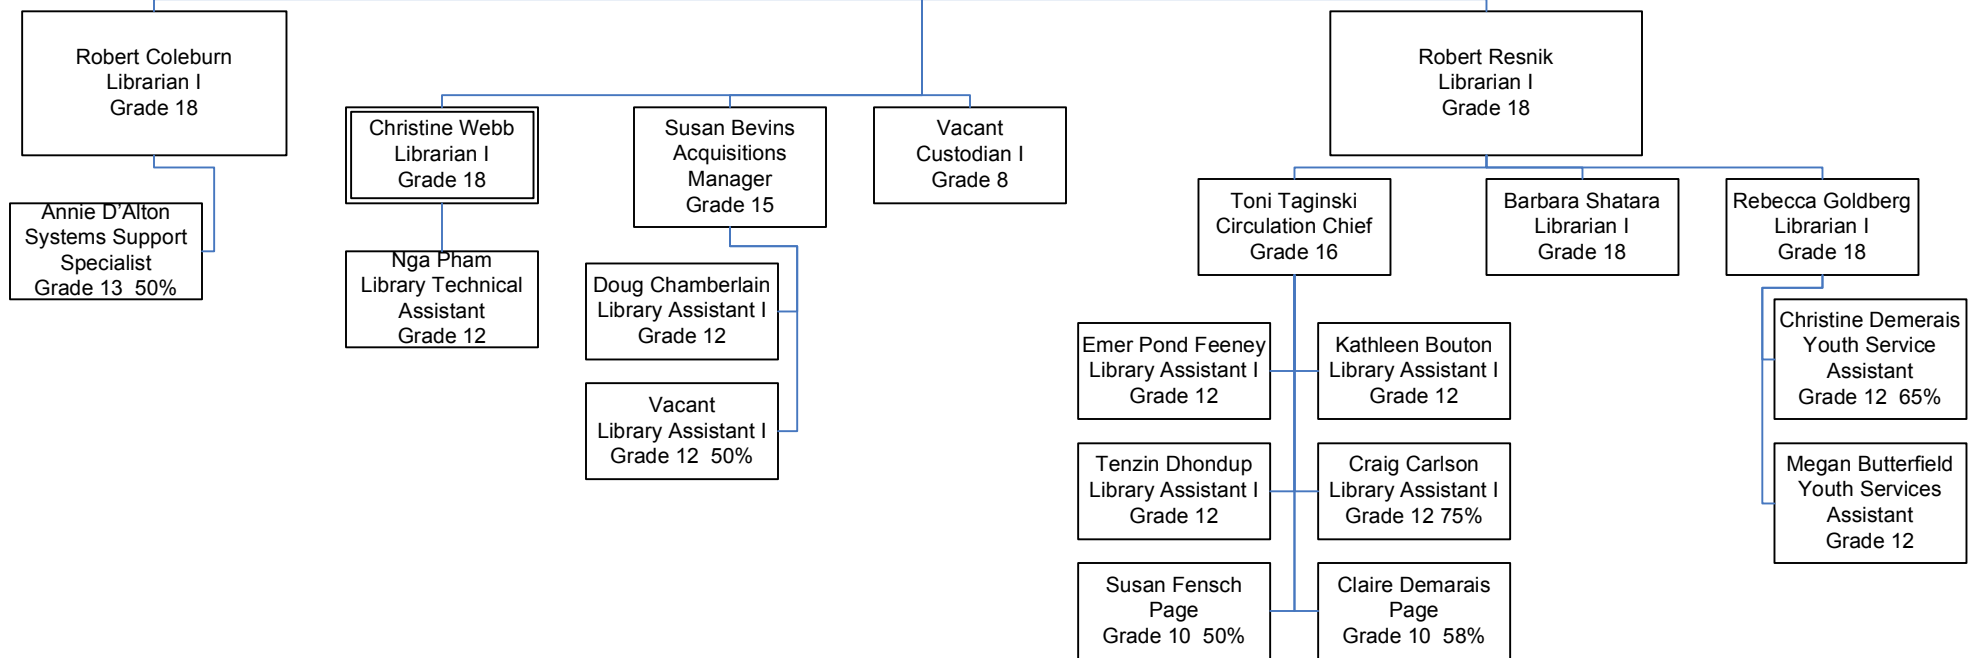 Robert Coleburn
Librarian I
Grade 18
Robert Resnik
Librarian I
Grade 18
Christine Webb
Librarian I
Grade 18
Susan Bevins
Acquisitions
Manager
Grade 15
Vacant
Custodian I
Grade 8
Annie D'Alton
Systems Support
Specialist
Grade 13  50%
Nga Pham
Library Technical
Assistant
Grade 12
Doug Chamberlain
Library Assistant I
Grade 12
Vacant
Library Assistant I
Grade 12  50%
Toni Taginski
Circulation Chief
Grade 16
Barbara Shatara
Librarian I
Grade 18
Rebecca Goldberg
Librarian I
Grade 18
Emer Pond Feeney
Library Assistant I
Grade 12
Kathleen Bouton
Library Assistant I
Grade 12
Tenzin Dhondup
Library Assistant I
Grade 12
Craig Carlson
Library Assistant I
Grade 12 75%
Susan Fensch
Page
Grade 10  50%
Claire Demarais
Page
Grade 10  58%
Christine Demerais
Youth Service
Assistant
Grade 12  65%
Megan Butterfield
Youth Services
Assistant
Grade 12